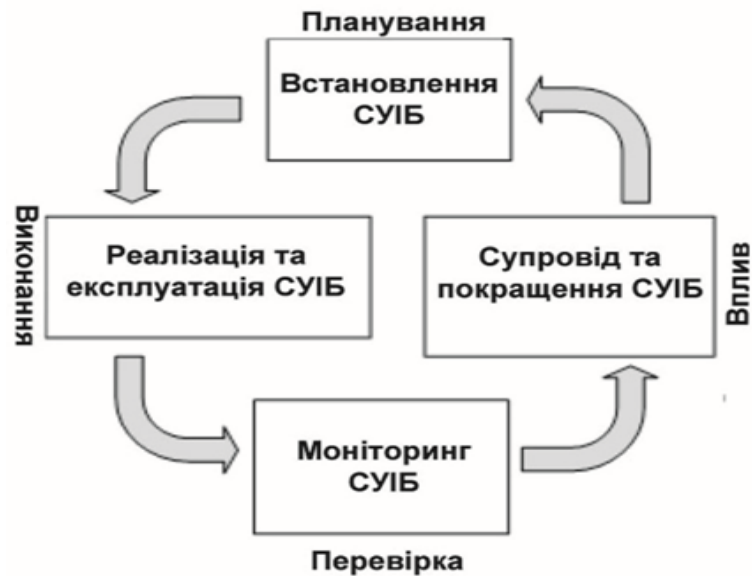 Планування
Встановлення
СУІБ
Виконання
Реалізація та
експлуатація СУІБ
Супровід та
покращення СУІБ
Вплив
Моніторинг
СУІБ
Перевірка